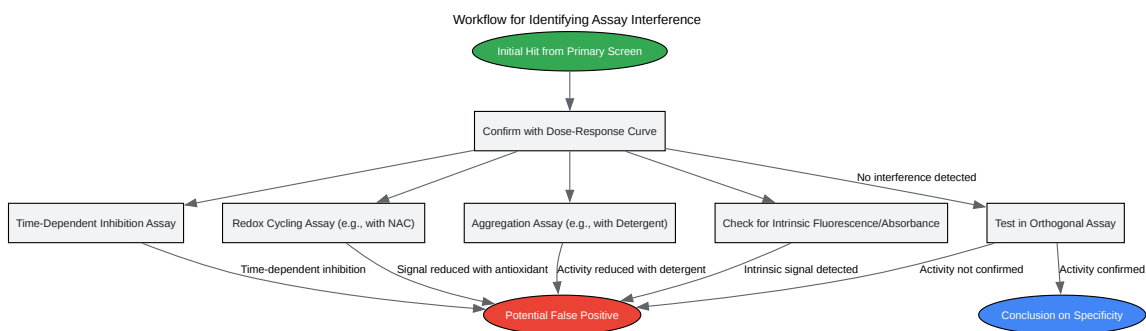 Workflow for Identifying Assay Interference
Initial Hit from Primary Screen
Confirm with Dose-Response Curve
No interference detected
Time-Dependent Inhibition Assay
Redox Cycling Assay (e.g., with NAC)
Aggregation Assay (e.g., with Detergent)
Check for Intrinsic Fluorescence/Absorbance
Test in Orthogonal Assay
Time-dependent inhibition
Signal reduced with antioxidant
Activity reduced with detergent
Intrinsic signal detected
Activity not confirmed
Activity confirmed
Potential False Positive
Conclusion on Specificity